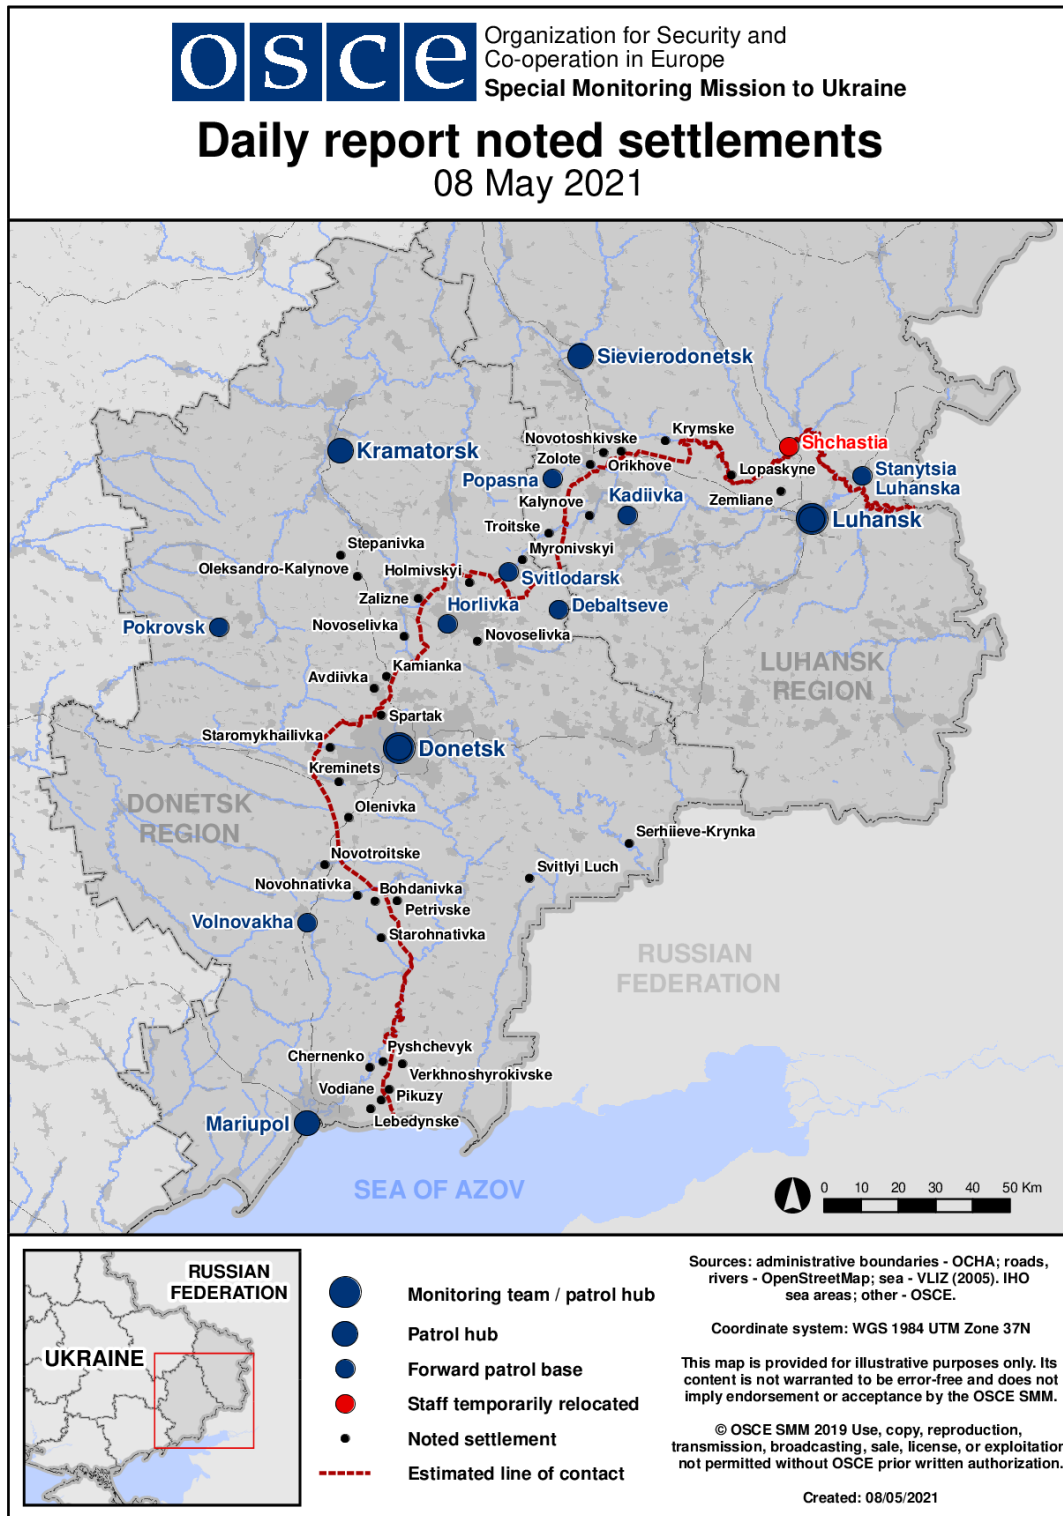 osce
Organization for Security and
Co-operation in Europe
Special Monitoring Mission to Ukraine
Daily report noted settlements
08 May 2021
Sievierodonetsk
Krymske
Shchastia
Novotoshkivske
Kramatorsk
Zolote
Orikhove
Lopaskyne
Stanytsia
Luhanska
Popasna
Zemliane
Kadiivka
Kalynove
Luhansk
Troitske
Stepanivka
Myronivskyi
Oleksandro-Kalynove
Holmivskyi
Svitlodarsk
Zalizne
Horlivka
Debaltseve
Pokrovsk
Novoselivka
Novoselivka
LUHANSK
REGION
Kamianka
Avdiivka
Spartak
Staromykhailivka
Donetsk
Kreminets
DONETSK
REGION
Olenivka
Serhiieve-Krynka
Novotroitske
Svitlyi Luch
Novohnativka
Bohdanivka
Petrivske
Volnovakha
Starohnativka
RUSSIAN
FEDERATION
Pyshchevyk
Chernenko
Verkhnoshyrokivske
Vodiane
Pikuzy
Lebedynske
Mariupol
SEA OF AZOV
0 10 20 30 40 50 Km
RUSSIAN
FEDERATION
UKRAINE
Monitoring team / patrol hub
Patrol hub
Forward patrol base
Staff temporarily relocated
Noted settlement
Estimated line of contact
Sources: administrative boundaries - OCHA; roads,
rivers - OpenStreetMap; sea - VLIZ (2005). IHO
sea areas; other - OSCE.
Coordinate system: WGS 1984 UTM Zone 37N
This map is provided for illustrative purposes only. Its
content is not warranted to be error-free and does not
imply endorsement or acceptance by the OSCE SMM.
© OSCE SMM 2019 Use, copy, reproduction,
transmission, broadcasting, sale, license, or exploitation
not permitted without OSCE prior written authorization.
Created: 08/05/2021